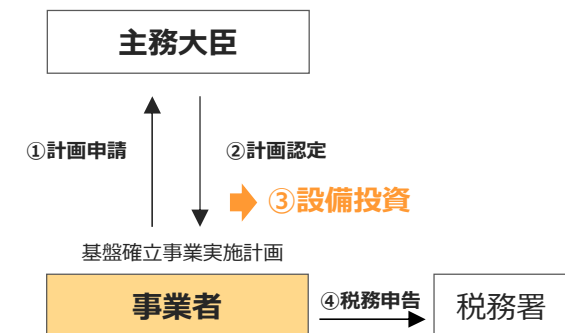 主務大臣
①計画申請
②計画認定
③設備投資
基盤確立事業実施計画
事業者
④税務申告
税務署